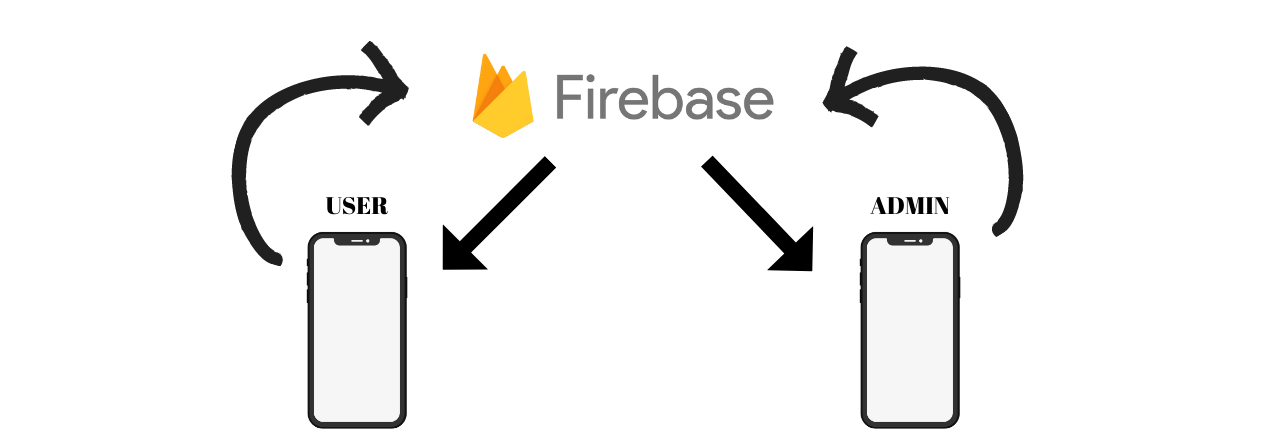 Firebase
USER
ADMIN